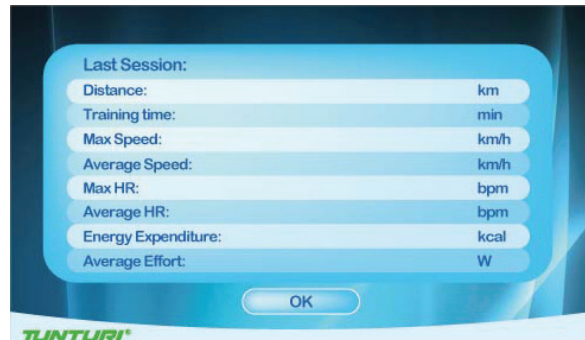 Last Session:
Distance: km
Training time: min
Max Speed: km/h
Average Speed: km/h
Max HR: bpm
Average HR: bpm
Energy Expenditure: kcal
Average Effort: W
OK
TUNTURI®